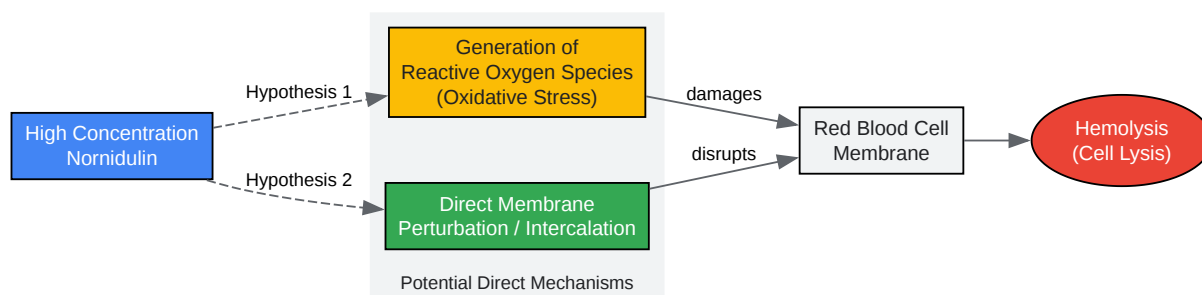 High Concentration
Nornidulin
Hypothesis 1
Hypothesis 2
Generation of
Reactive Oxygen Species
(Oxidative Stress)
Direct Membrane
Perturbation / Intercalation
Potential Direct Mechanisms
damages
disrupts
Red Blood Cell
Membrane
Hemolysis
(Cell Lysis)